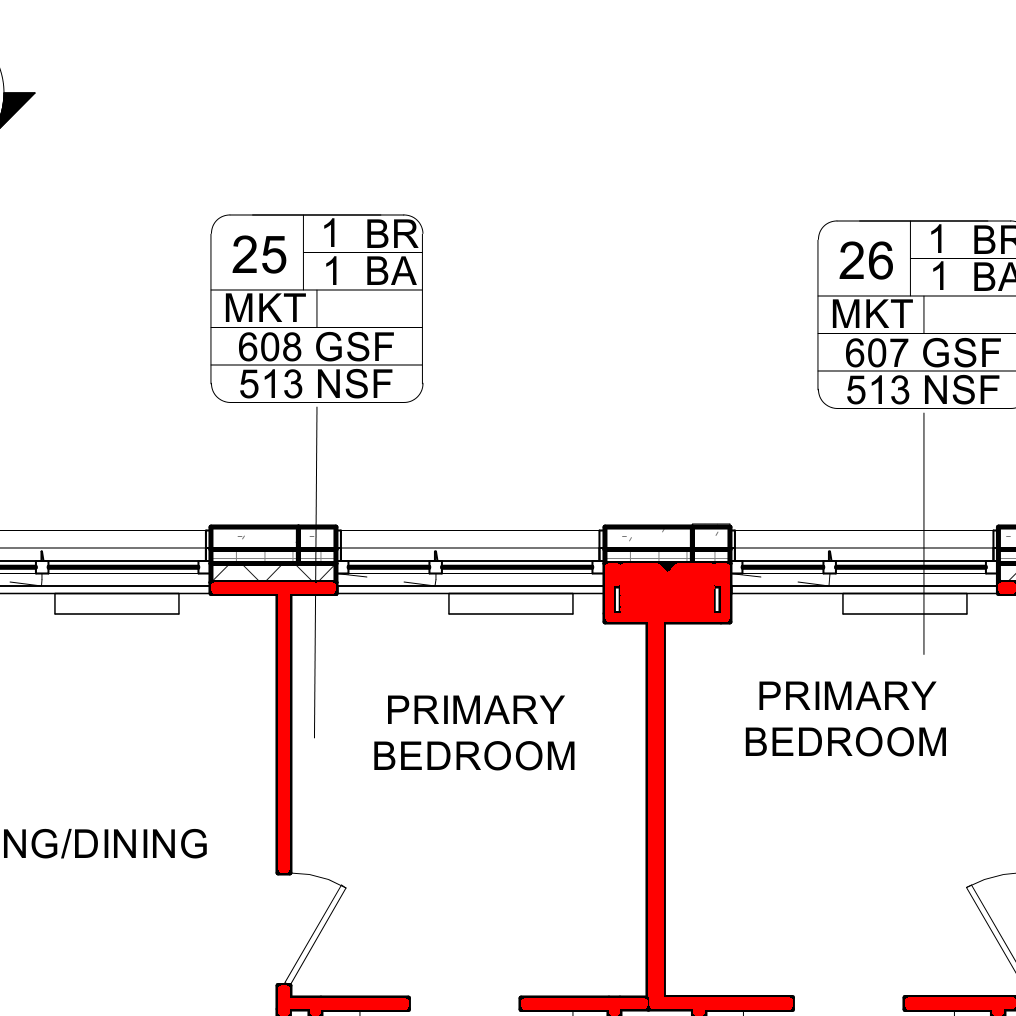 25
1 BR
1 BA
MKT
608 GSF
513 NSF
26
1 BR
1 BA
MKT
607 GSF
513 NSF
PRIMARY
BEDROOM
PRIMARY
BEDROOM
NG/DINING